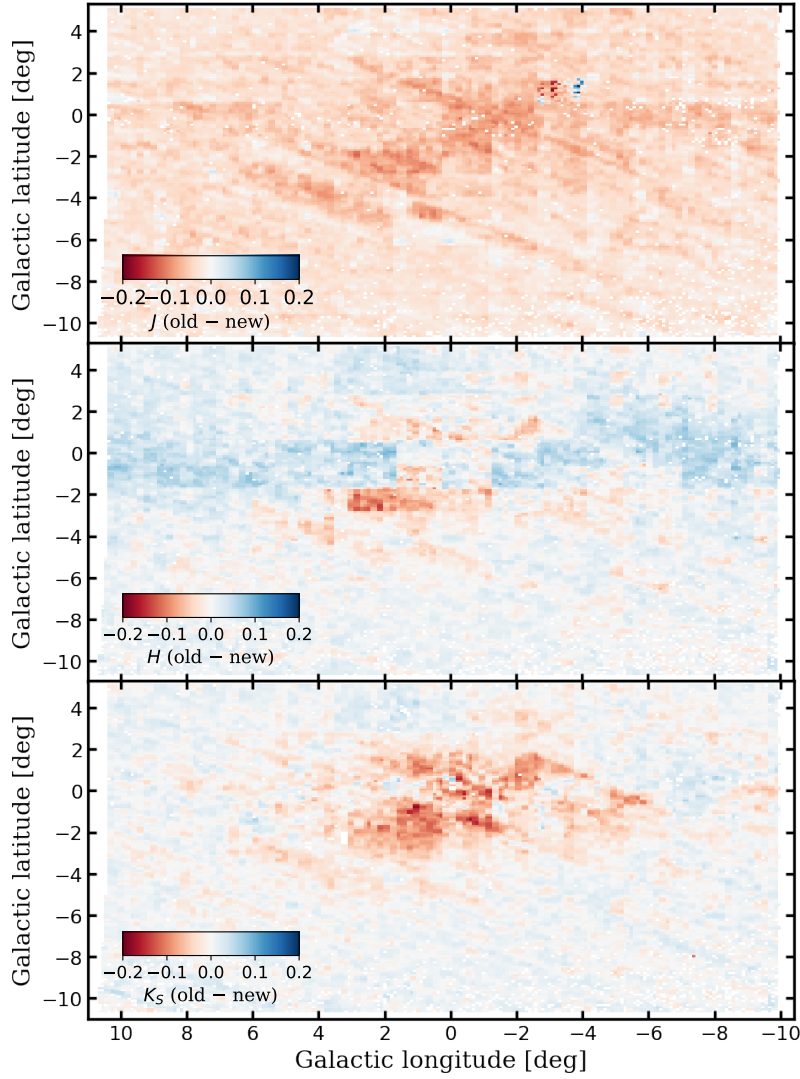 4
2
0
−2
−4
−6
−8
−10
Galactic latitude [deg]
−0.2 −0.1 0.0 0.1 0.2
J (old − new)
4
2
0
−2
−4
−6
−8
−10
Galactic latitude [deg]
−0.2 −0.1 0.0 0.1 0.2
H (old − new)
4
2
0
−2
−4
−6
−8
−10
Galactic latitude [deg]
−0.2 −0.1 0.0 0.1 0.2
K_S (old − new)
10 8 6 4 2 0 −2 −4 −6 −8 −10
Galactic longitude [deg]